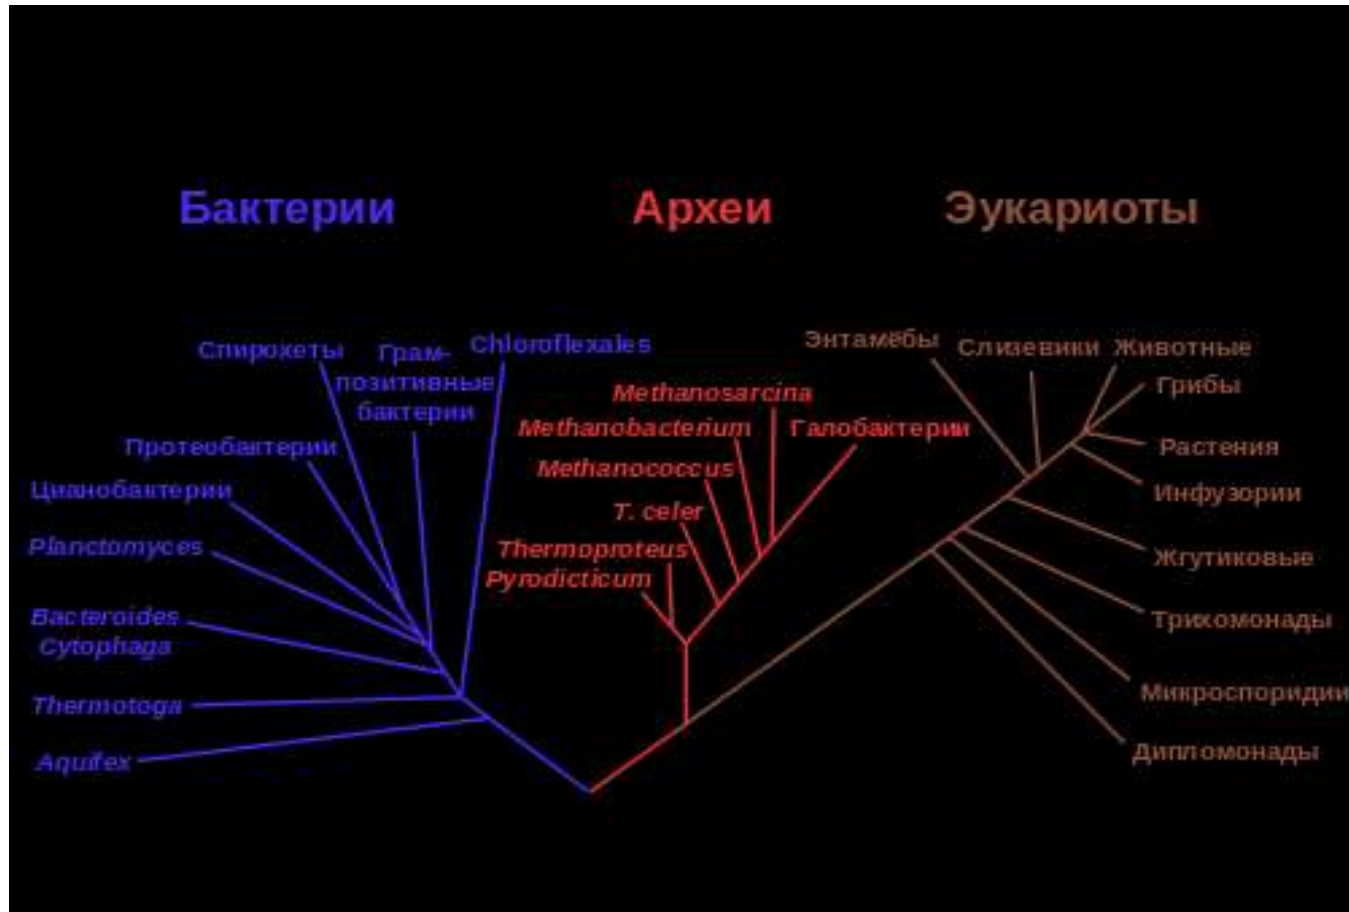 Бактерии
Археи
Эукариоты
Спирохеты
Грам-
позитивные
бактерии
Chloroflexales
Протеобактерии
Цианобактерии
Planctomyces
Bacteroides
Cytophaga
Thermotoga
Aquifex
Methanosarcina
Methanobacterium
Галобактерии
Methanococcus
T. celer
Thermoproteus
Pyrodicticum
Энтамёбы
Слизевики
Животные
Грибы
Растения
Инфузории
Жгутиковые
Трихомонады
Микроспоридии
Дипломонады